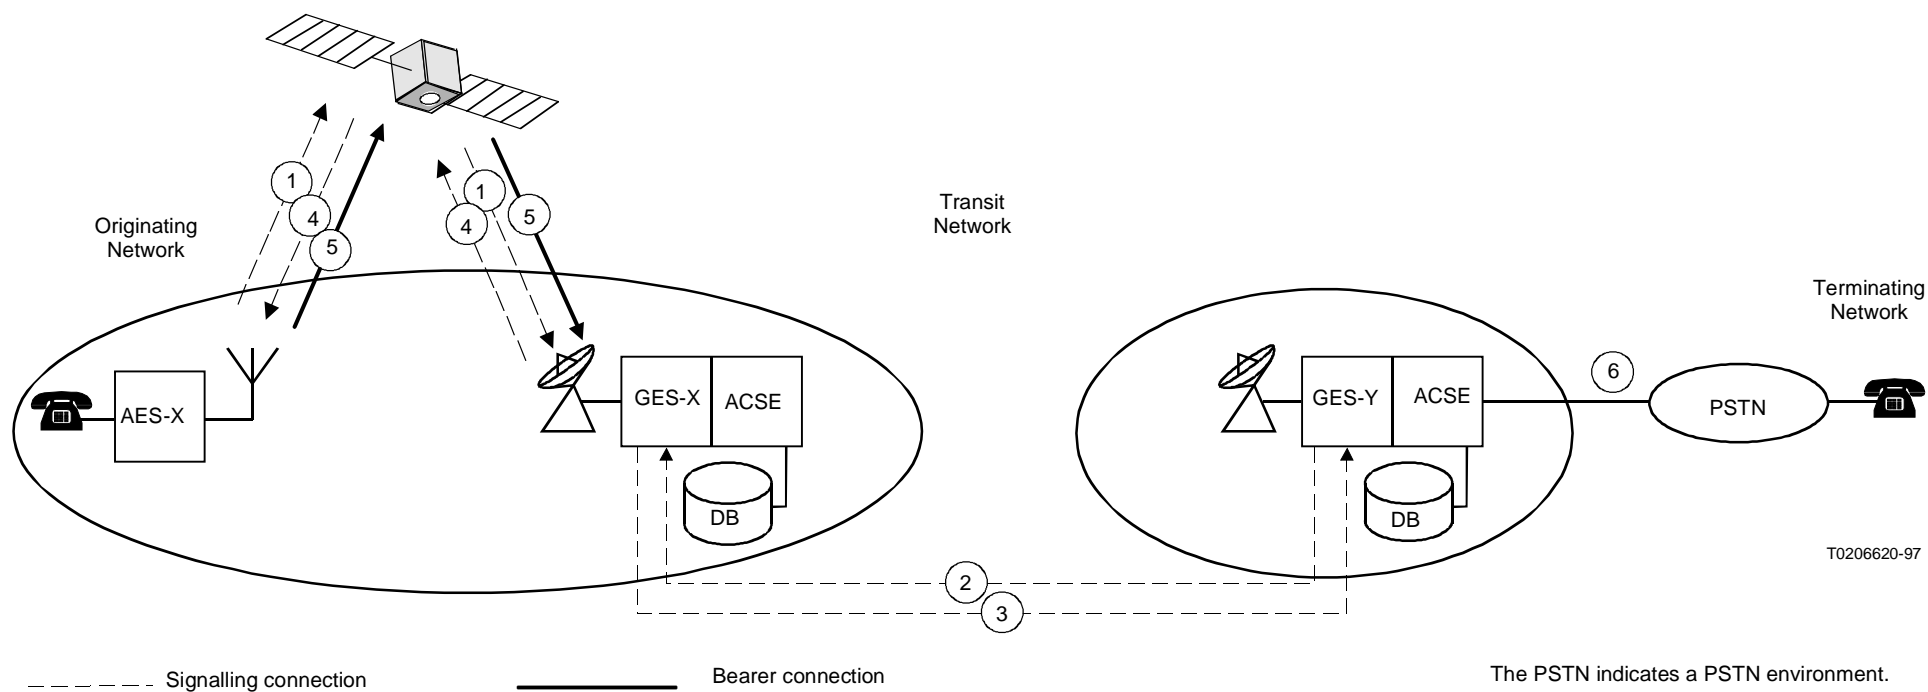 1
4
5
1
4
5
Originating
Network
Transit
Network
Terminating
Network
6
AES-X
GES-X
ACSE
GES-Y
ACSE
PSTN
DB
DB
T0206620-97
2
3
Signalling connection
Bearer connection
The PSTN indicates a PSTN environment.